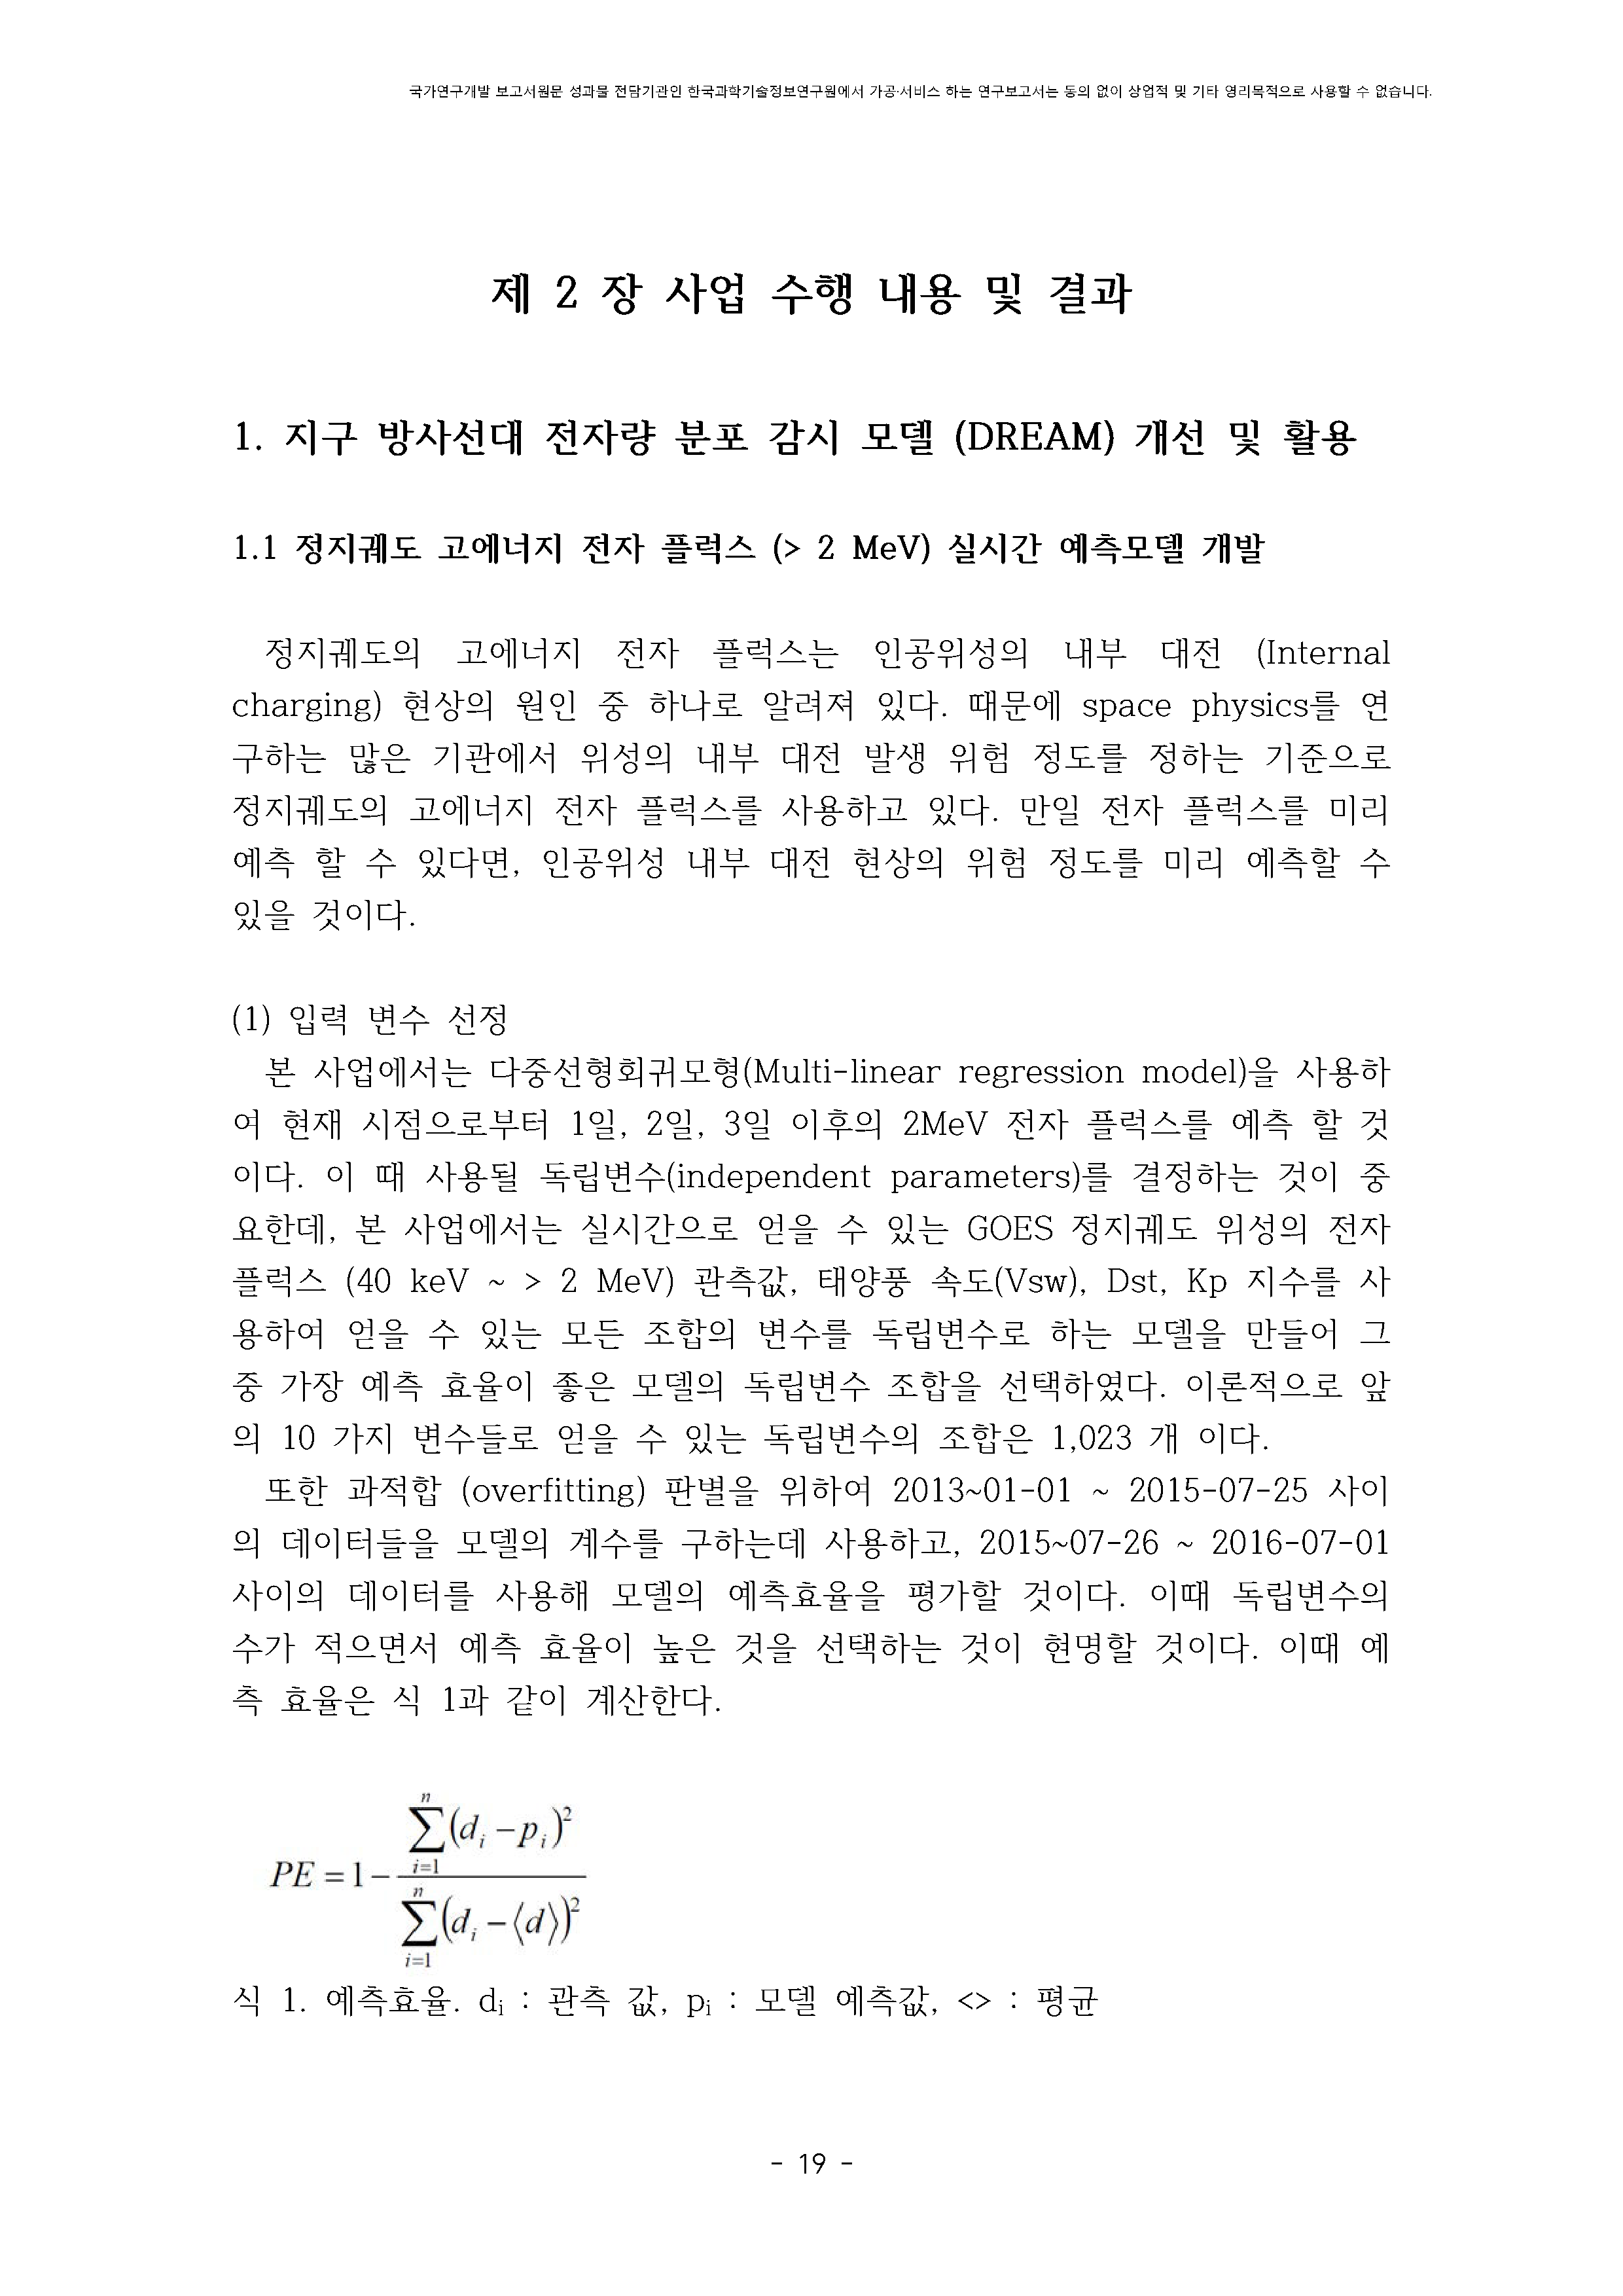 국가연구개발 보고서원문 성과물 전담기관인 한국과학기술정보연구원에서 가공·서비스 하는 연구보고서는 동의 없이 상업적 및 기타 영리목적으로 사용할 수 없습니다.
제 2 장 사업 수행 내용 및 결과
1. 지구 방사선대 전자량 분포 감시 모델 (DREAM) 개선 및 활용
1.1 정지궤도 고에너지 전자 플럭스 (> 2 MeV) 실시간 예측모델 개발
정지궤도의 고에너지 전자 플럭스는 인공위성의 내부 대전 (Internal
charging) 현상의 원인 중 하나로 알려져 있다. 때문에 space physics를 연
구하는 많은 기관에서 위성의 내부 대전 발생 위험 정도를 정하는 기준으로
정지궤도의 고에너지 전자 플럭스를 사용하고 있다. 만일 전자 플럭스를 미리
예측 할 수 있다면, 인공위성 내부 대전 현상의 위험 정도를 미리 예측할 수
있을 것이다.
(1) 입력 변수 선정
본 사업에서는 다중선형회귀모형(Multi-linear regression model)을 사용하
여 현재 시점으로부터 1일, 2일, 3일 이후의 2MeV 전자 플럭스를 예측 할 것
이다. 이 때 사용될 독립변수(independent parameters)를 결정하는 것이 중
요한데, 본 사업에서는 실시간으로 얻을 수 있는 GOES 정지궤도 위성의 전자
플럭스 (40 keV ~ > 2 MeV) 관측값, 태양풍 속도(Vsw), Dst, Kp 지수를 사
용하여 얻을 수 있는 모든 조합의 변수를 독립변수로 하는 모델을 만들어 그
중 가장 예측 효율이 좋은 모델의 독립변수 조합을 선택하였다. 이론적으로 앞
의 10 가지 변수들로 얻을 수 있는 독립변수의 조합은 1,023 개 이다.
또한 과적합 (overfitting) 판별을 위하여 2013~01-01 ~ 2015-07-25 사이
의 데이터들을 모델의 계수를 구하는데 사용하고, 2015~07-26 ~ 2016-07-01
사이의 데이터를 사용해 모델의 예측효율을 평가할 것이다. 이때 독립변수의
수가 적으면서 예측 효율이 높은 것을 선택하는 것이 현명할 것이다. 이때 예
측 효율은 식 1과 같이 계산한다.
PE = 1 - \frac{\sum_{i=1}^{n}(d_i - p_i)^2}{\sum_{i=1}^{n}(d_i - ⟨d⟩)^2}
식 1. 예측효율. di : 관측 값, pi : 모델 예측값, <> : 평균
- 19 -